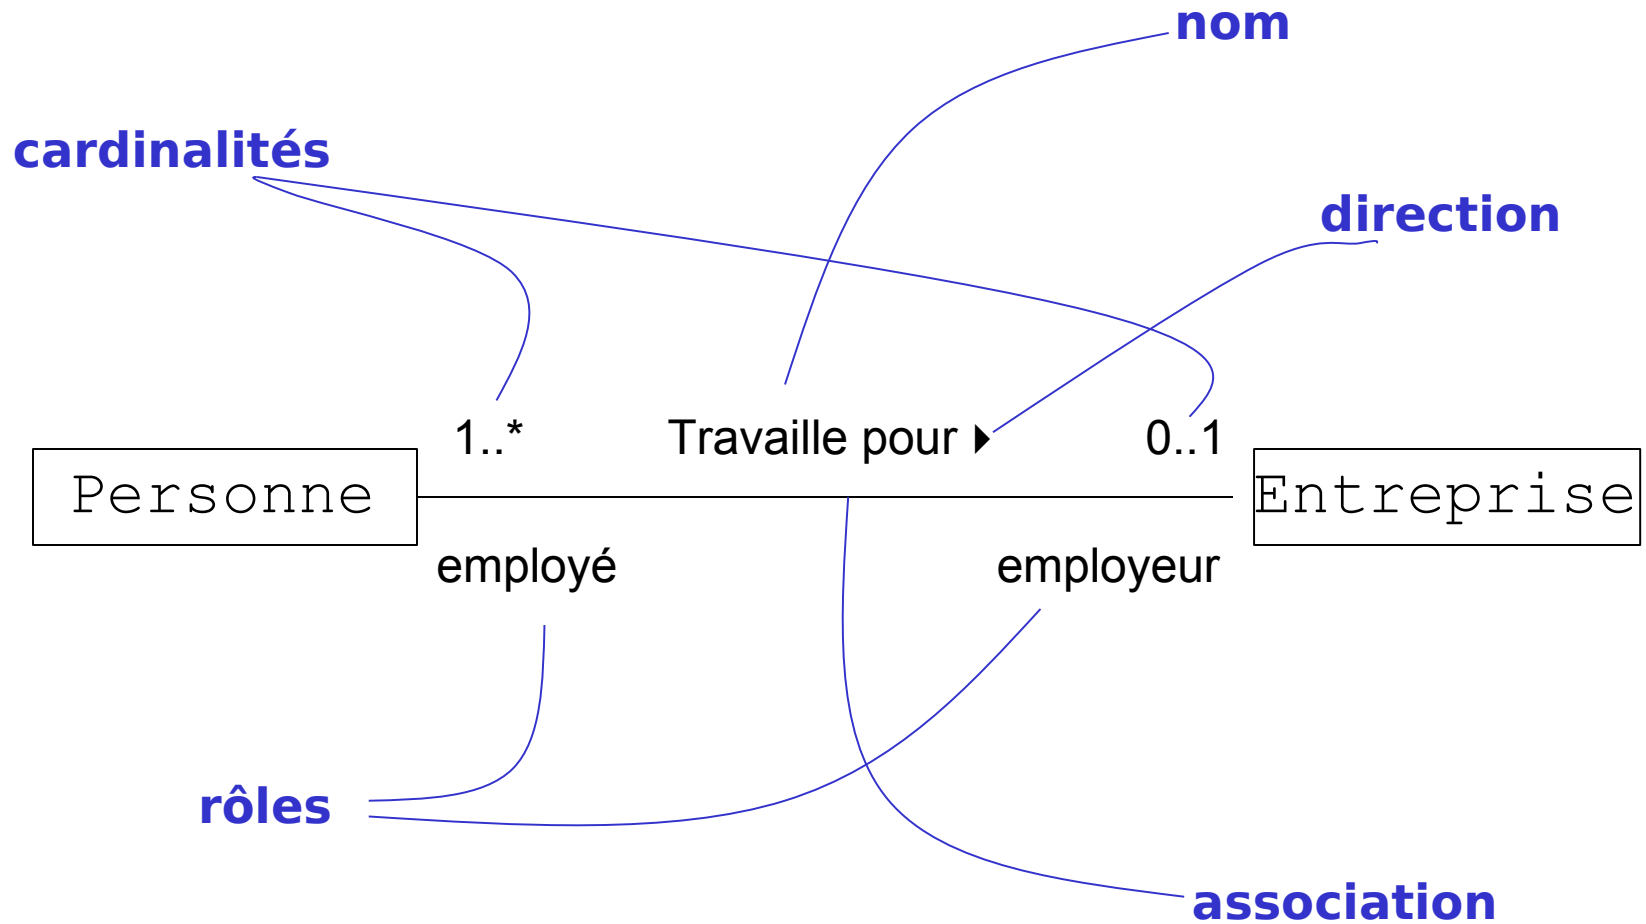 nom
cardinalités
direction
1..*
Travaille pour
0..1
Personne
Entreprise
employé
employeur
rôles
association